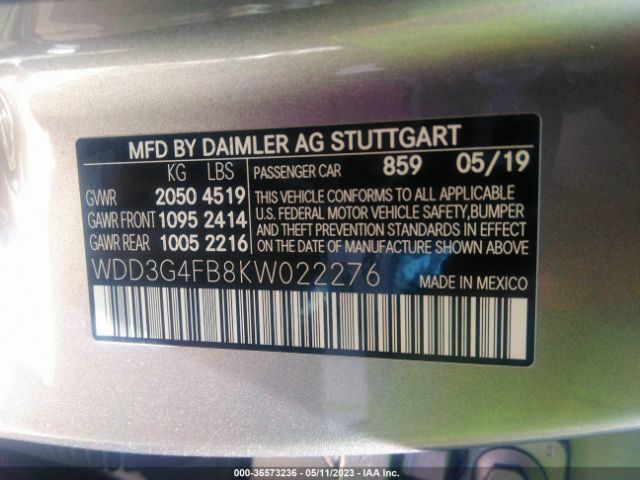 MFD BY DAIMLER AG STUTTGART
KG LBS PASSENGER CAR 859 05/19
GVWR 2050 4519
GAWR FRONT 1095 2414
GAWR REAR 1005 2216
THIS VEHICLE CONFORMS TO ALL APPLICABLE
U.S. FEDERAL MOTOR VEHICLE SAFETY,BUMPER
AND THEFT PREVENTION STANDARDS IN EFFECT
ON THE DATE OF MANUFACTURE SHOWN ABOVE.
WDD3G4FB8KW022276 MADE IN MEXICO
000-36573236 - 05/11/2023 - IAA Inc.